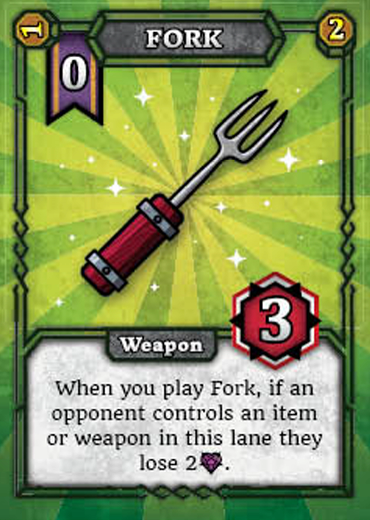 1
FORK
2
0
3
Weapon
When you play Fork, if an
opponent controls an item
or weapon in this lane they
lose 2.